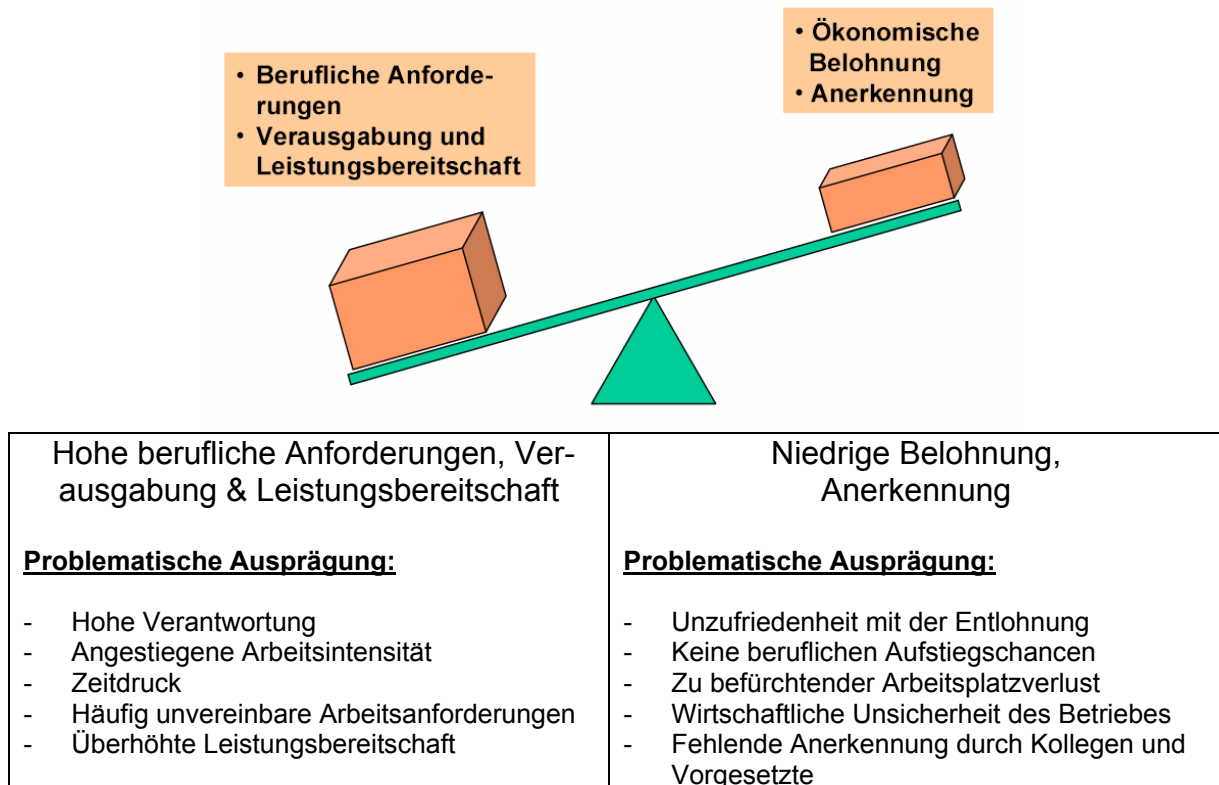 • Berufliche Anforde-
rungen
• Verausgabung und
Leistungsbereitschaft
• Ökonomische
Belohnung
• Anerkennung
Hohe berufliche Anforderungen, Ver-
ausgabung & Leistungsbereitschaft
Problematische Ausprägung:
- Hohe Verantwortung
- Angestiegene Arbeitsintensität
- Zeitdruck
- Häufig unvereinbare Arbeitsanforderungen
- Überhöhte Leistungsbereitschaft
Niedrige Belohnung,
Anerkennung
Problematische Ausprägung:
- Unzufriedenheit mit der Entlohnung
- Keine beruflichen Aufstiegschancen
- Zu befürchtender Arbeitsplatzverlust
- Wirtschaftliche Unsicherheit des Betriebes
- Fehlende Anerkennung durch Kollegen und
Vorgesetzte